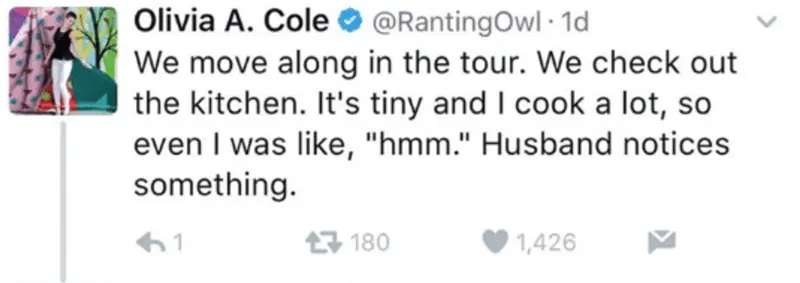 Olivia A. Cole @RantingOwl · 1d
We move along in the tour. We check out
the kitchen. It's tiny and I cook a lot, so
even I was like, "hmm." Husband notices
something.
1 180 1,426